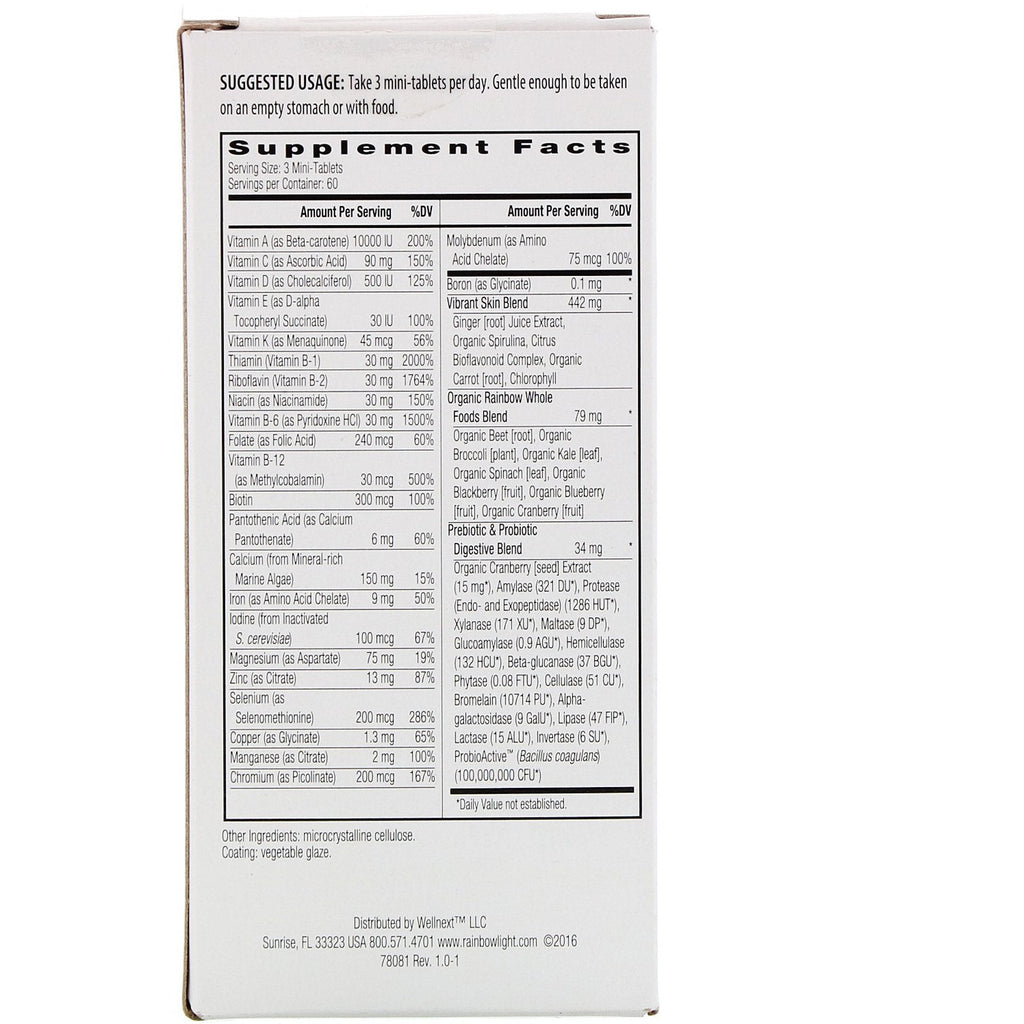 SUGGESTED USAGE: Take 3 mini-tablets per day. Gentle enough to be taken
on an empty stomach or with food.
Supplement Facts
Serving Size: 3 Mini-Tablets
Servings per Container: 60
Amount Per Serving %DV
Vitamin A (as Beta-carotene) 10000 IU 200%
Vitamin C (as Ascorbic Acid) 90 mg 150%
Vitamin D (as Cholecalciferol) 500 IU 125%
Vitamin E (as D-alpha
Tocopheryl Succinate) 30 IU 100%
Vitamin K (as Menaquinone) 45 mcg 56%
Thiamin (Vitamin B-1) 30 mg 2000%
Riboflavin (Vitamin B-2) 30 mg 1764%
Niacin (as Niacinamide) 30 mg 150%
Vitamin B-6 (as Pyridoxine HCl) 30 mg 1500%
Folate (as Folic Acid) 240 mcg 60%
Vitamin B-12
(as Methylcobalamin) 30 mcg 500%
Biotin 300 mcg 100%
Pantothenic Acid (as Calcium
Pantothenate) 6 mg 60%
Calcium (from Mineral-rich
Marine Algae) 150 mg 15%
Iron (as Amino Acid Chelate) 9 mg 50%
Iodine (from Inactivated
S. cerevisiae) 100 mcg 67%
Magnesium (as Aspartate) 75 mg 19%
Zinc (as Citrate) 13 mg 87%
Selenium (as
Selenomethionine) 200 mcg 286%
Copper (as Glycinate) 1.3 mg 65%
Manganese (as Citrate) 2 mg 100%
Chromium (as Picolinate) 200 mcg 167%
Amount Per Serving %DV
Molybdenum (as Amino
Acid Chelate) 75 mcg 100%
Boron (as Glycinate) 0.1 mg *
Vibrant Skin Blend 442 mg *
Ginger [root] Juice Extract,
Organic Spirulina, Citrus
Bioflavonoid Complex, Organic
Carrot [root], Chlorophyll
Organic Rainbow Whole
Foods Blend 79 mg *
Organic Beet [root], Organic
Broccoli [plant], Organic Kale [leaf],
Organic Spinach [leaf], Organic
Blackberry [fruit], Organic Blueberry
[fruit], Organic Cranberry [fruit]
Prebiotic & Probiotic
Digestive Blend 34 mg *
Organic Cranberry [seed] Extract
(15 mg*), Amylase (321 DU*), Protease
(Endo- and Exopeptidase) (1286 HUT*),
Xylanase (171 XU*), Maltase (9 DP*),
Glucoamylase (0.9 AGU*), Hemicellulase
(132 HCU*), Beta-glucanase (37 BGU*),
Phytase (0.08 FTU*), Cellulase (51 CU*),
Bromelain (10714 PU*), Alpha-
galactosidase (9 GalU*), Lipase (47 FIP*),
Lactase (15 ALU*), Invertase (6 SU*),
ProbioActive™ (Bacillus coagulans)
(100,000,000 CFU*)
*Daily Value not established.
Other Ingredients: microcrystalline cellulose.
Coating: vegetable glaze.
Distributed by Wellnext™ LLC
Sunrise, FL 33323 USA 800.571.4701 www.rainbowlight.com ©2016
78081 Rev. 1.0-1